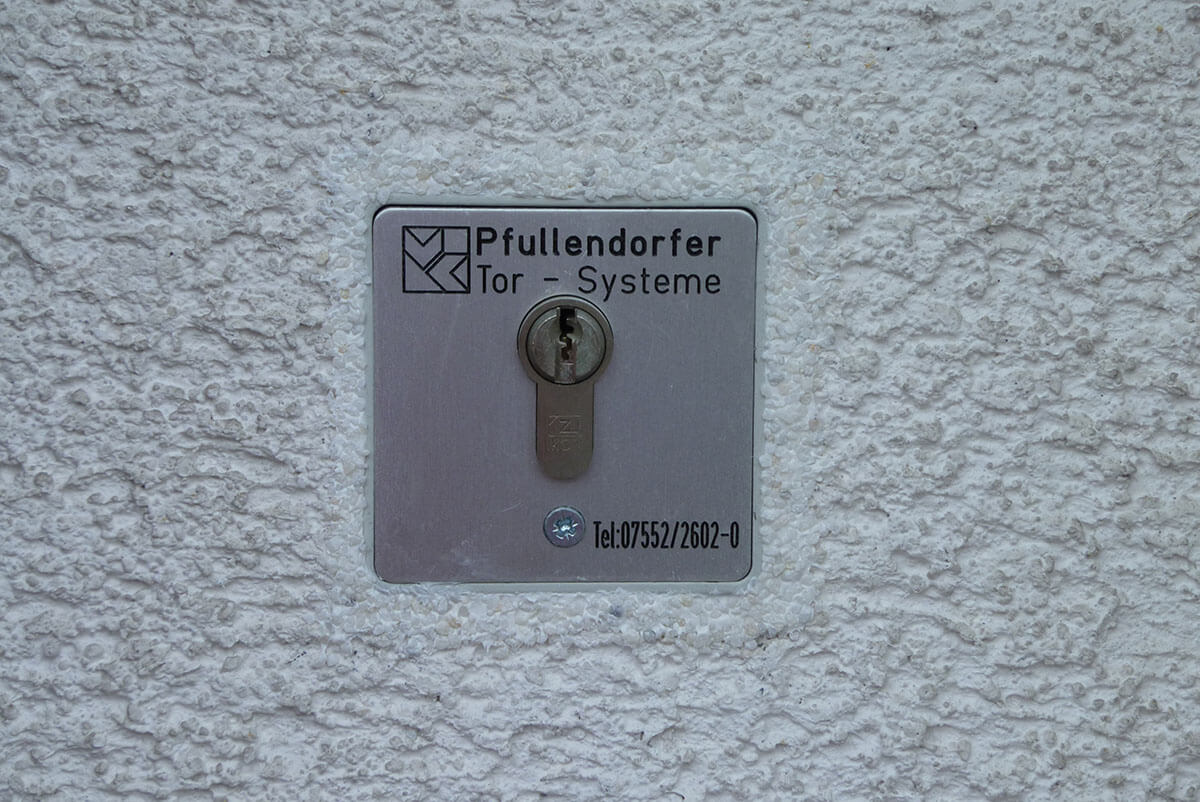 Pfullendorfer
Tor - Systeme
Tel:07552/2602-0